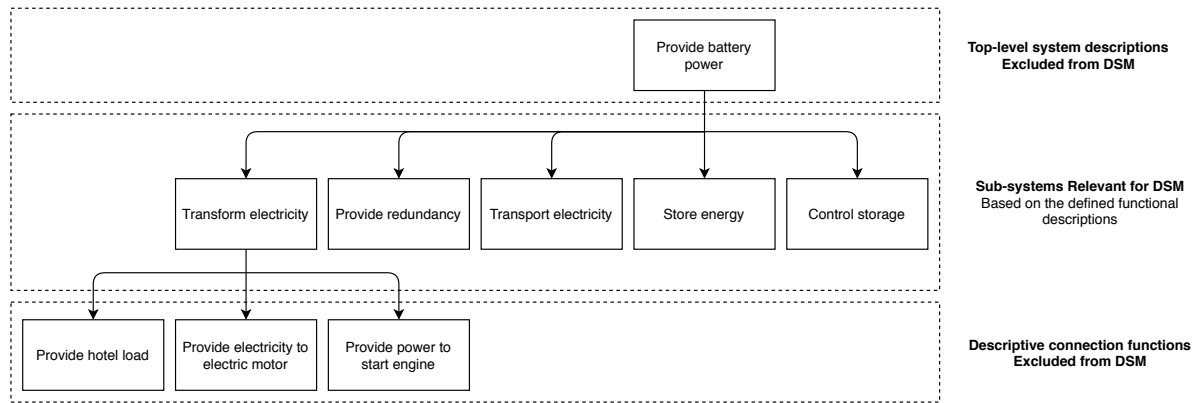 Provide battery
power
Top-level system descriptions
Excluded from DSM
Transform electricity
Provide redundancy
Transport electricity
Store energy
Control storage
Sub-systems Relevant for DSM
Based on the defined functional
descriptions
Provide hotel load
Provide electricity to
electric motor
Provide power to
start engine
Descriptive connection functions
Excluded from DSM